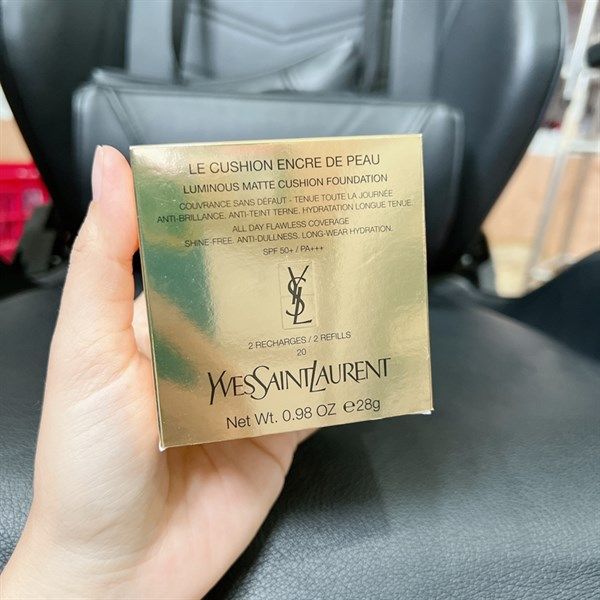 LE CUSHION ENCRE DE PEAU
LUMINOUS MATTE CUSHION FOUNDATION
COUVRANCE SANS DÉFAUT - TENUE TOUTE LA JOURNÉE
ANTI-BRILLANCE. ANTI-TEINT TERNE. HYDRATATION LONGUE TENUE.
ALL DAY FLAWLESS COVERAGE
SHINE-FREE. ANTI-DULLNESS. LONG-WEAR HYDRATION.
SPF 50+ / PA+++
YSL
2 RECHARGES / 2 REFILLS
20
YVESSAINTLAURENT
Net Wt. 0.98 OZ ℮28g